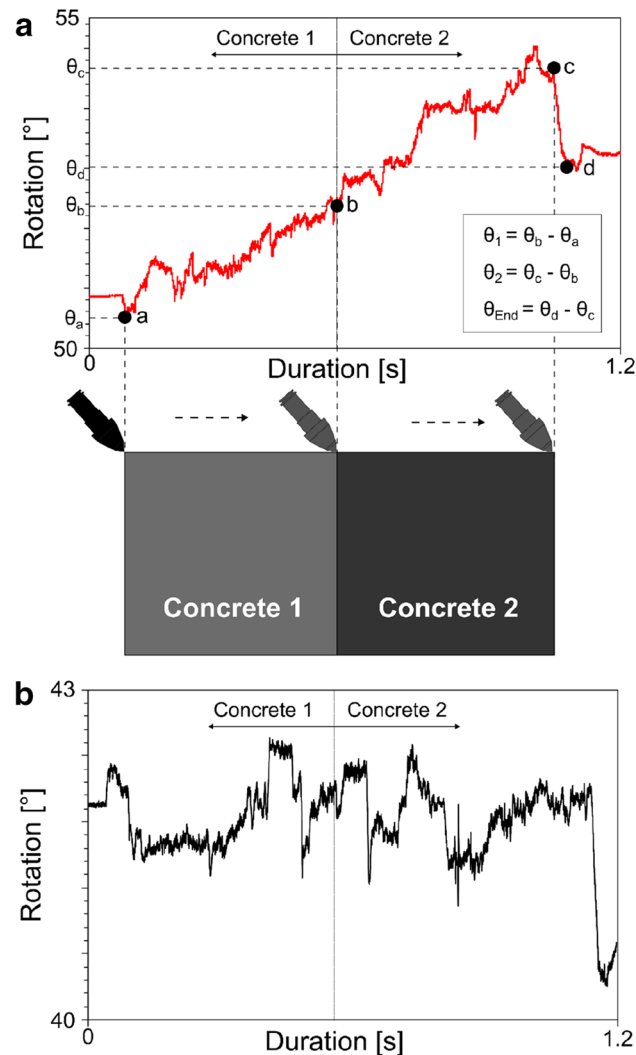 a
55
Concrete 1 Concrete 2
θc
c
θd
d
θb
b
Rotation [°]
θ1 = θb - θa
θ2 = θc - θb
θEnd = θd - θc
θa
a
50
0
Duration [s]
1.2
Concrete 1
Concrete 2
b
43
Concrete 1 Concrete 2
Rotation [°]
40
0
Duration [s]
1.2